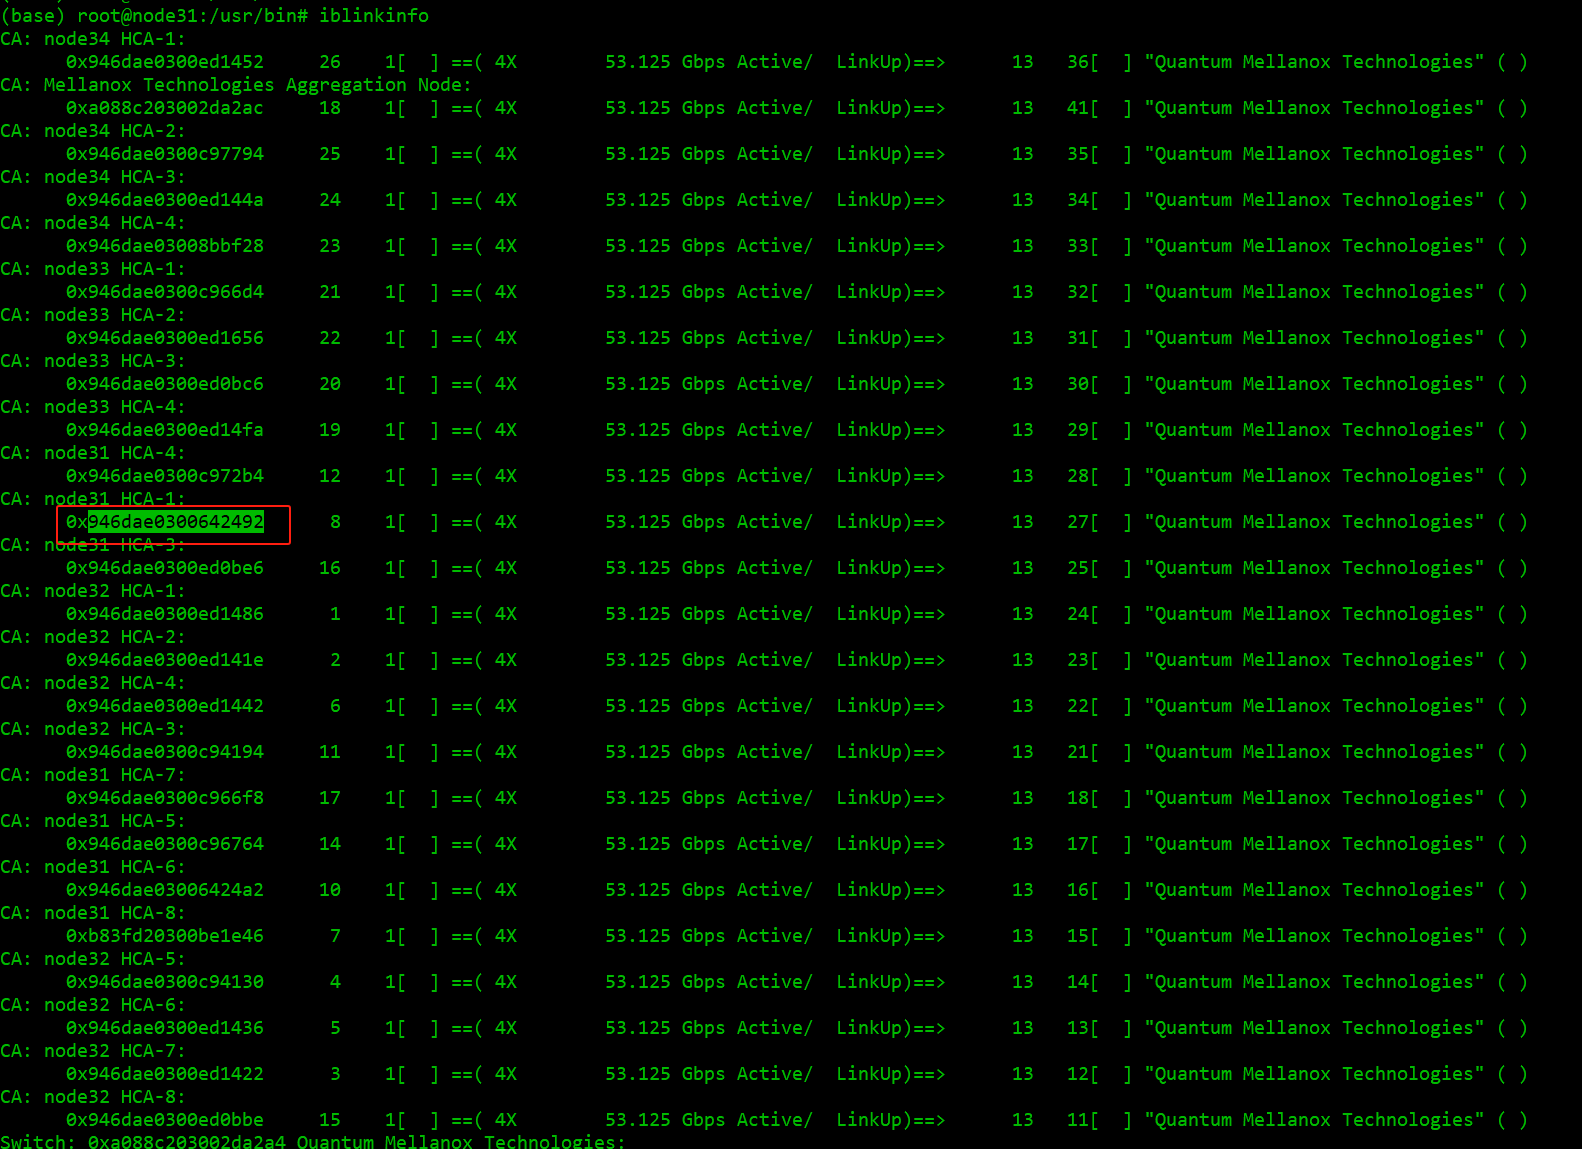 (base) root@node31:/usr/bin# iblinkinfo
CA: node34 HCA-1:
0x946dae0300ed1452 26 1[ ] ==( 4X 53.125 Gbps Active/ LinkUp)==> 13 36[ ] "Quantum Mellanox Technologies" ( )
CA: Mellanox Technologies Aggregation Node:
0xa088c203002da2ac 18 1[ ] ==( 4X 53.125 Gbps Active/ LinkUp)==> 13 41[ ] "Quantum Mellanox Technologies" ( )
CA: node34 HCA-2:
0x946dae0300c97794 25 1[ ] ==( 4X 53.125 Gbps Active/ LinkUp)==> 13 35[ ] "Quantum Mellanox Technologies" ( )
CA: node34 HCA-3:
0x946dae0300ed144a 24 1[ ] ==( 4X 53.125 Gbps Active/ LinkUp)==> 13 34[ ] "Quantum Mellanox Technologies" ( )
CA: node34 HCA-4:
0x946dae03008bbf28 23 1[ ] ==( 4X 53.125 Gbps Active/ LinkUp)==> 13 33[ ] "Quantum Mellanox Technologies" ( )
CA: node33 HCA-1:
0x946dae0300c966d4 21 1[ ] ==( 4X 53.125 Gbps Active/ LinkUp)==> 13 32[ ] "Quantum Mellanox Technologies" ( )
CA: node33 HCA-2:
0x946dae0300ed1656 22 1[ ] ==( 4X 53.125 Gbps Active/ LinkUp)==> 13 31[ ] "Quantum Mellanox Technologies" ( )
CA: node33 HCA-3:
0x946dae0300ed0bc6 20 1[ ] ==( 4X 53.125 Gbps Active/ LinkUp)==> 13 30[ ] "Quantum Mellanox Technologies" ( )
CA: node33 HCA-4:
0x946dae0300ed14fa 19 1[ ] ==( 4X 53.125 Gbps Active/ LinkUp)==> 13 29[ ] "Quantum Mellanox Technologies" ( )
CA: node31 HCA-4:
0x946dae0300c972b4 12 1[ ] ==( 4X 53.125 Gbps Active/ LinkUp)==> 13 28[ ] "Quantum Mellanox Technologies" ( )
CA: node31 HCA-1:
0x946dae0300642492 8 1[ ] ==( 4X 53.125 Gbps Active/ LinkUp)==> 13 27[ ] "Quantum Mellanox Technologies" ( )
CA: node31 HCA-3:
0x946dae0300ed0be6 16 1[ ] ==( 4X 53.125 Gbps Active/ LinkUp)==> 13 25[ ] "Quantum Mellanox Technologies" ( )
CA: node32 HCA-1:
0x946dae0300ed1486 1 1[ ] ==( 4X 53.125 Gbps Active/ LinkUp)==> 13 24[ ] "Quantum Mellanox Technologies" ( )
CA: node32 HCA-2:
0x946dae0300ed141e 2 1[ ] ==( 4X 53.125 Gbps Active/ LinkUp)==> 13 23[ ] "Quantum Mellanox Technologies" ( )
CA: node32 HCA-4:
0x946dae0300ed1442 6 1[ ] ==( 4X 53.125 Gbps Active/ LinkUp)==> 13 22[ ] "Quantum Mellanox Technologies" ( )
CA: node32 HCA-3:
0x946dae0300c94194 11 1[ ] ==( 4X 53.125 Gbps Active/ LinkUp)==> 13 21[ ] "Quantum Mellanox Technologies" ( )
CA: node31 HCA-7:
0x946dae0300c966f8 17 1[ ] ==( 4X 53.125 Gbps Active/ LinkUp)==> 13 18[ ] "Quantum Mellanox Technologies" ( )
CA: node31 HCA-5:
0x946dae0300c96764 14 1[ ] ==( 4X 53.125 Gbps Active/ LinkUp)==> 13 17[ ] "Quantum Mellanox Technologies" ( )
CA: node31 HCA-6:
0x946dae03006424a2 10 1[ ] ==( 4X 53.125 Gbps Active/ LinkUp)==> 13 16[ ] "Quantum Mellanox Technologies" ( )
CA: node31 HCA-8:
0xb83fd20300be1e46 7 1[ ] ==( 4X 53.125 Gbps Active/ LinkUp)==> 13 15[ ] "Quantum Mellanox Technologies" ( )
CA: node32 HCA-5:
0x946dae0300c94130 4 1[ ] ==( 4X 53.125 Gbps Active/ LinkUp)==> 13 14[ ] "Quantum Mellanox Technologies" ( )
CA: node32 HCA-6:
0x946dae0300ed1436 5 1[ ] ==( 4X 53.125 Gbps Active/ LinkUp)==> 13 13[ ] "Quantum Mellanox Technologies" ( )
CA: node32 HCA-7:
0x946dae0300ed1422 3 1[ ] ==( 4X 53.125 Gbps Active/ LinkUp)==> 13 12[ ] "Quantum Mellanox Technologies" ( )
CA: node32 HCA-8:
0x946dae0300ed0bbe 15 1[ ] ==( 4X 53.125 Gbps Active/ LinkUp)==> 13 11[ ] "Quantum Mellanox Technologies" ( )
Switch: 0xa088c203002da2a4 Quantum Mellanox Technologies: